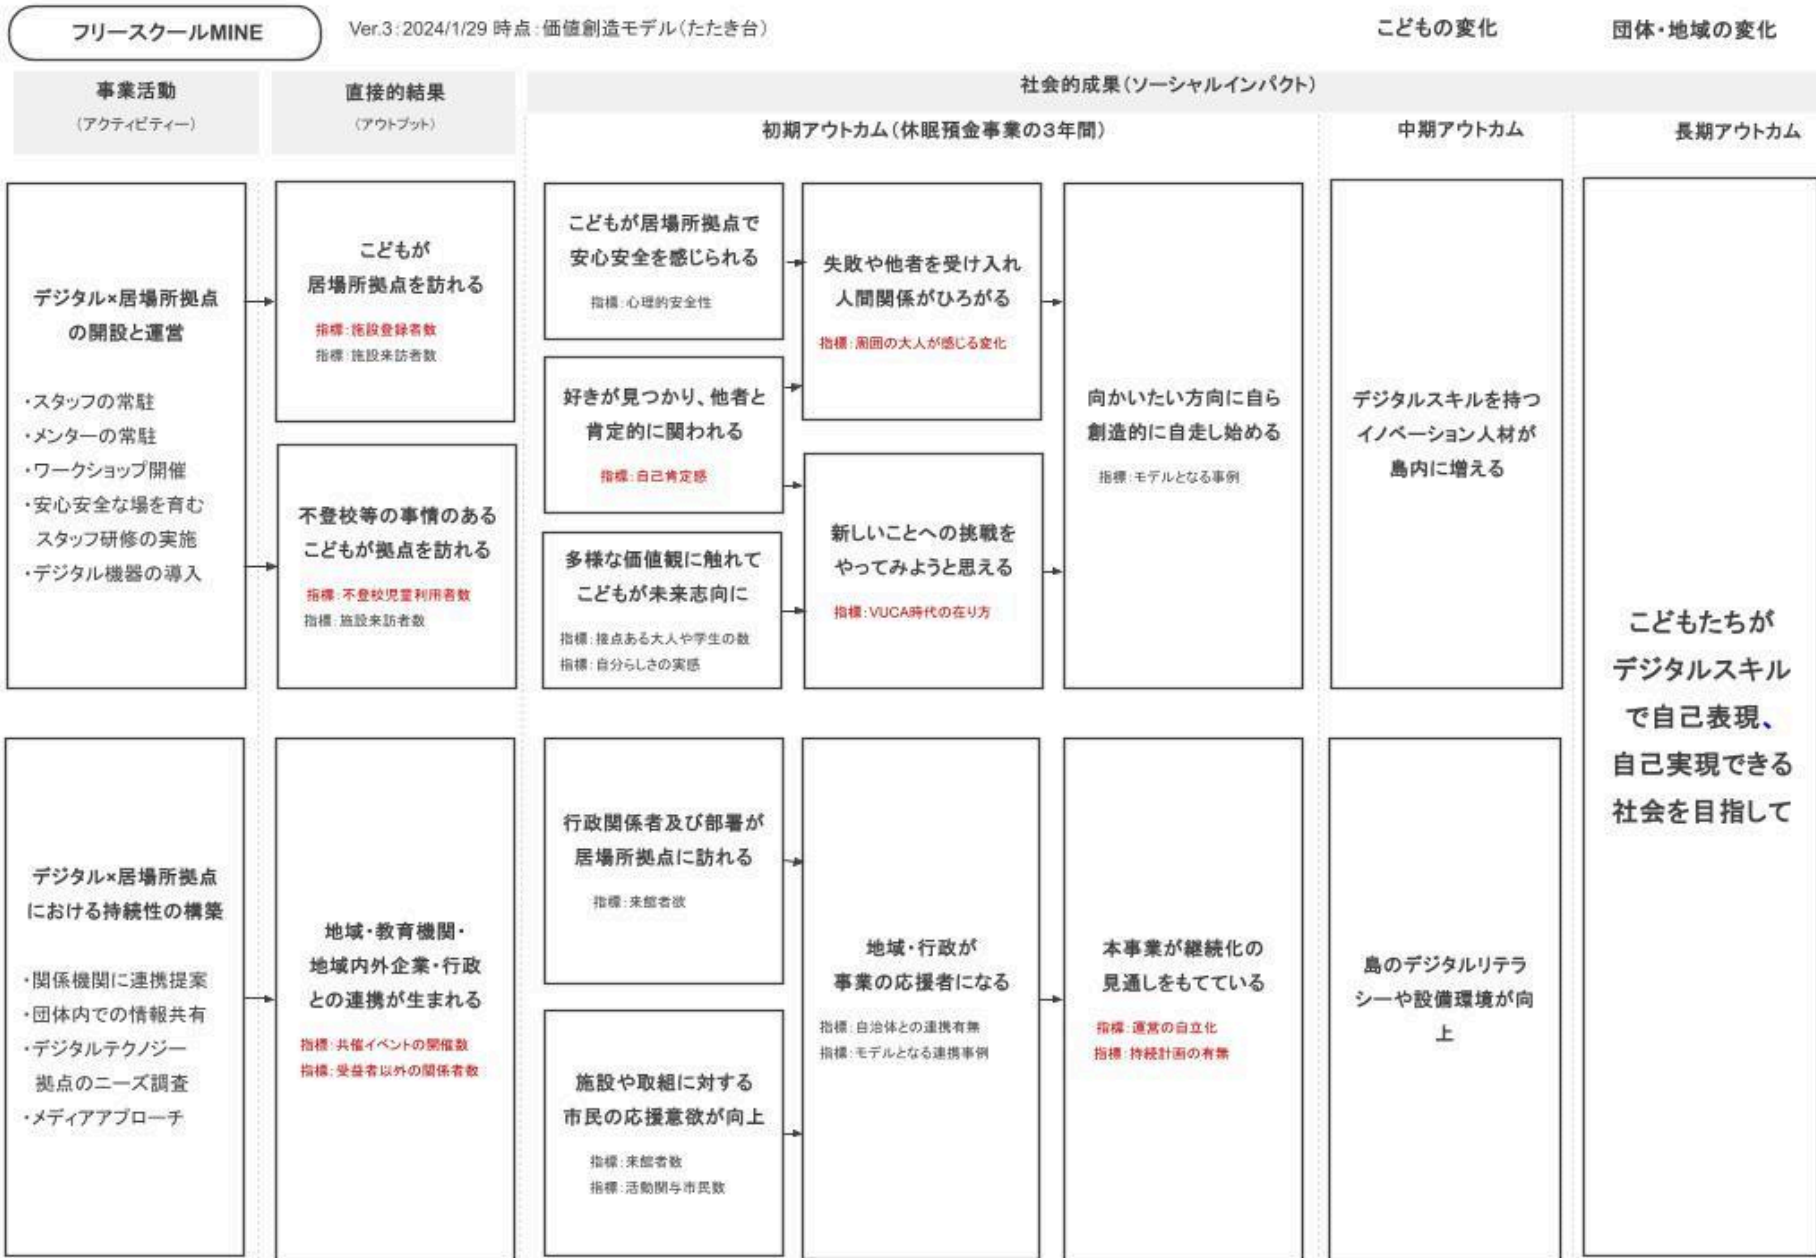 フリースクールMINE
Ver.3：2024/1/29 時点：価値創造モデル（たたき台）
こどもの変化
団体・地域の変化
事業活動
（アクティビティー）
直接的結果
（アウトプット）
社会的成果（ソーシャルインパクト）
初期アウトカム（休眠預金事業の3年間）
中期アウトカム
長期アウトカム
デジタル×居場所拠点
の開設と運営
・スタッフの常駐
・メンターの常駐
・ワークショップ開催
・安心安全な場を育む
スタッフ研修の実施
・デジタル機器の導入
こどもが
居場所拠点を訪れる
指標：施設登録者数
指標：施設来訪者数
不登校等の事情のある
こどもが拠点を訪れる
指標：不登校児童利用者数
指標：施設来訪者数
こどもが居場所拠点で
安心安全を感じられる
指標：心理的安全性
好きが見つかり、他者と
肯定的に関われる
指標：自己肯定感
多様な価値観に触れて
こどもが未来志向に
指標：接点ある大人や学生の数
指標：自分らしさの実感
失敗や他者を受け入れ
人間関係がひろがる
指標：周囲の大人が感じる変化
新しいことへの挑戦を
やってみようと思える
指標：VUCA時代の在り方
向かいたい方向に自ら
創造的に自走し始める
指標：モデルとなる事例
デジタルスキルを持つ
イノベーション人材が
島内に増える
こどもたちが
デジタルスキル
で自己表現、
自己実現できる
社会を目指して
デジタル×居場所拠点
における持続性の構築
・関係機関に連携提案
・団体内での情報共有
・デジタルテクノジー
拠点のニーズ調査
・メディアアプローチ
地域・教育機関・
地域内外企業・行政
との連携が生まれる
指標：共催イベントの開催数
指標：受益者以外の関係者数
行政関係者及び部署が
居場所拠点に訪れる
指標：来館者欲
施設や取組に対する
市民の応援意欲が向上
指標：来館者数
指標：活動関与市民数
地域・行政が
事業の応援者になる
指標：自治体との連携有無
指標：モデルとなる連携事例
本事業が継続化の
見通しをもてている
指標：運営の自立化
指標：持続計画の有無
島のデジタルリテラ
シーや設備環境が向
上